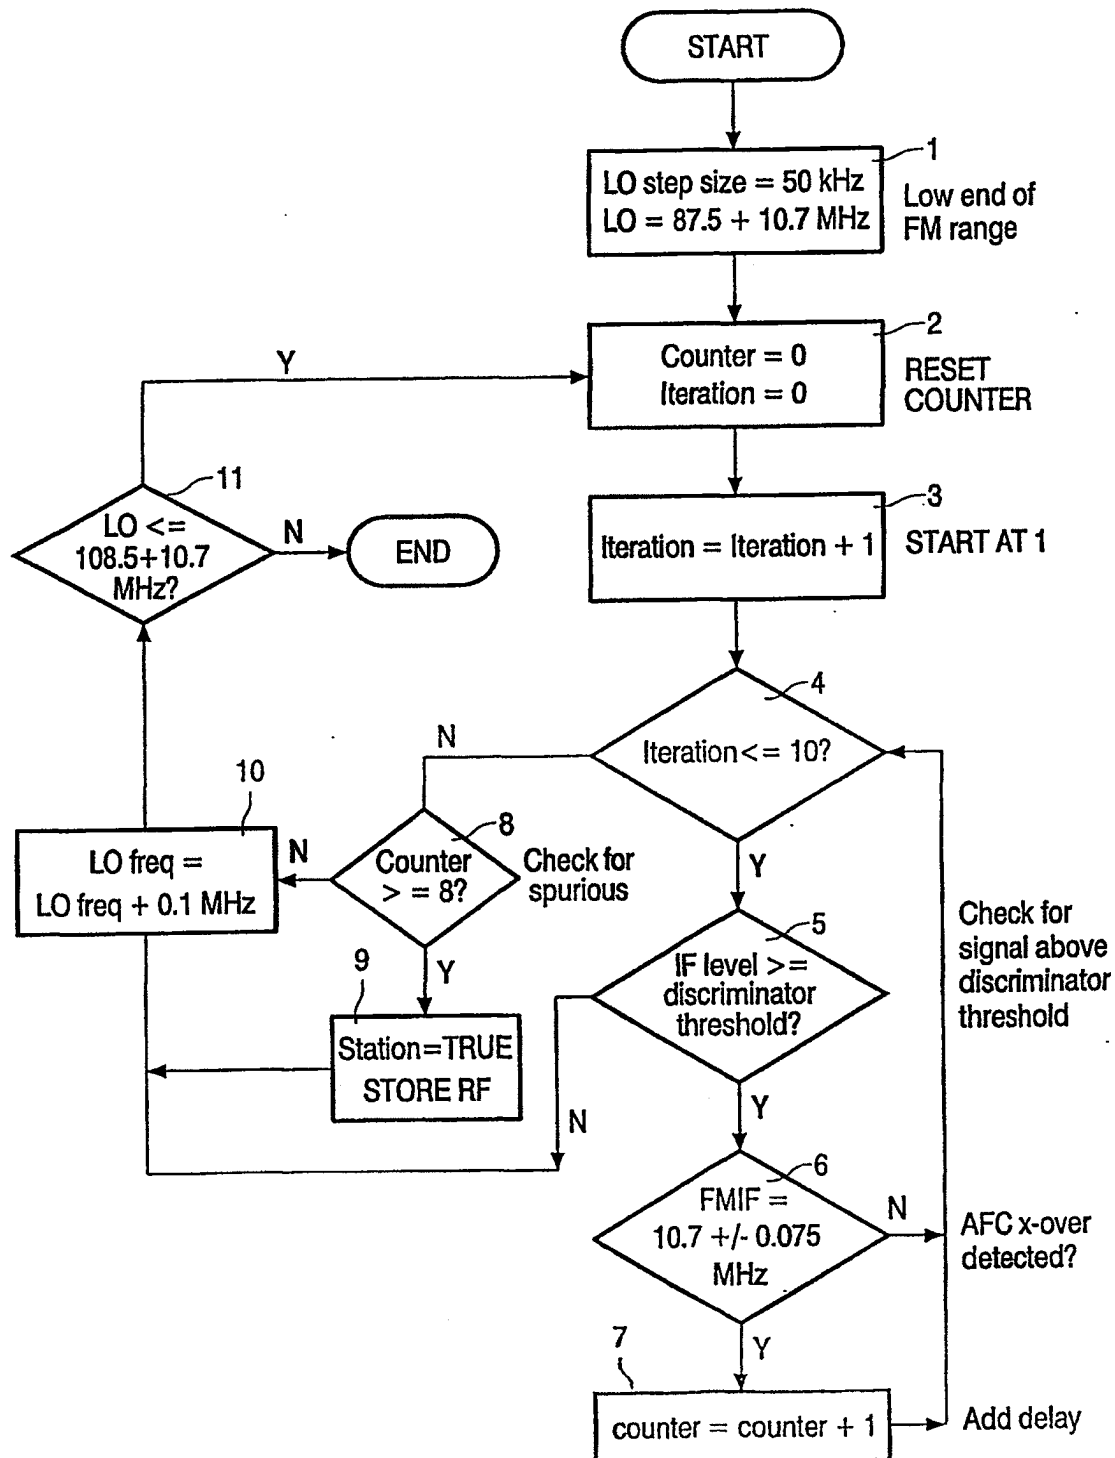 START
1
LO step size = 50 kHz
LO = 87.5 + 10.7 MHz
Low end of
FM range
2
Counter = 0
Iteration = 0
RESET
COUNTER
Y
3
Iteration = Iteration + 1
START AT 1
11
LO <=
108.5+10.7
MHz?
N
END
4
Iteration<= 10?
N
Y
10
LO freq =
LO freq + 0.1 MHz
N
8
Counter
> = 8?
Check for
spurious
Y
9
Station=TRUE
STORE RF
5
IF level >=
discriminator
threshold?
N
Y
Check for
signal above
discriminator
threshold
6
FMIF =
10.7 +/- 0.075
MHz
N
AFC x-over
detected?
Y
7
counter = counter + 1
Add delay